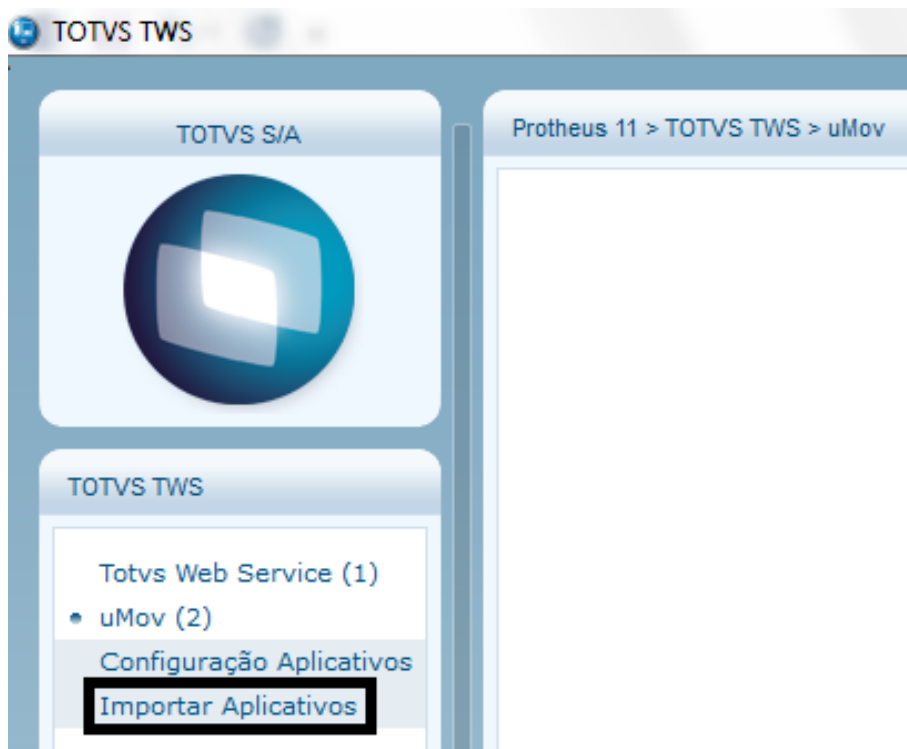 TOTVS TWS
TOTVS S/A
Protheus 11 > TOTVS TWS > uMov
TOTVS TWS
Totvs Web Service (1)
uMov (2)
Configuração Aplicativos
Importar Aplicativos